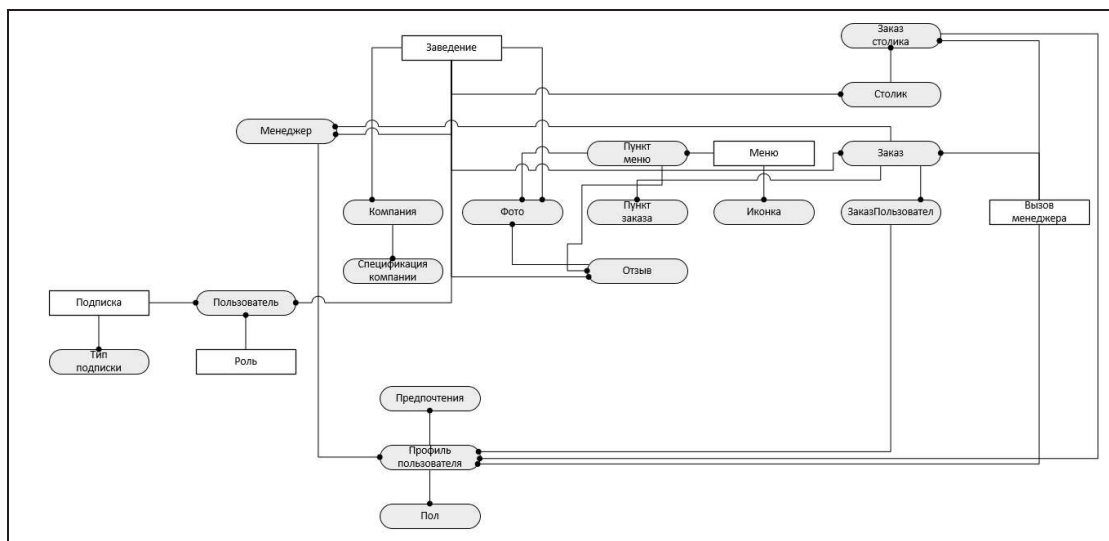 Заведение
Заказ
столика
Столик
Менеджер
Пункт
меню
Меню
Заказ
Компания
Фото
Пункт
заказа
Иконка
ЗаказПользовател
Вызов
менеджера
Спецификация
компании
Отзыв
Подписка
Пользователь
Тип
подписки
Роль
Предпочтения
Профиль
пользователя
Пол